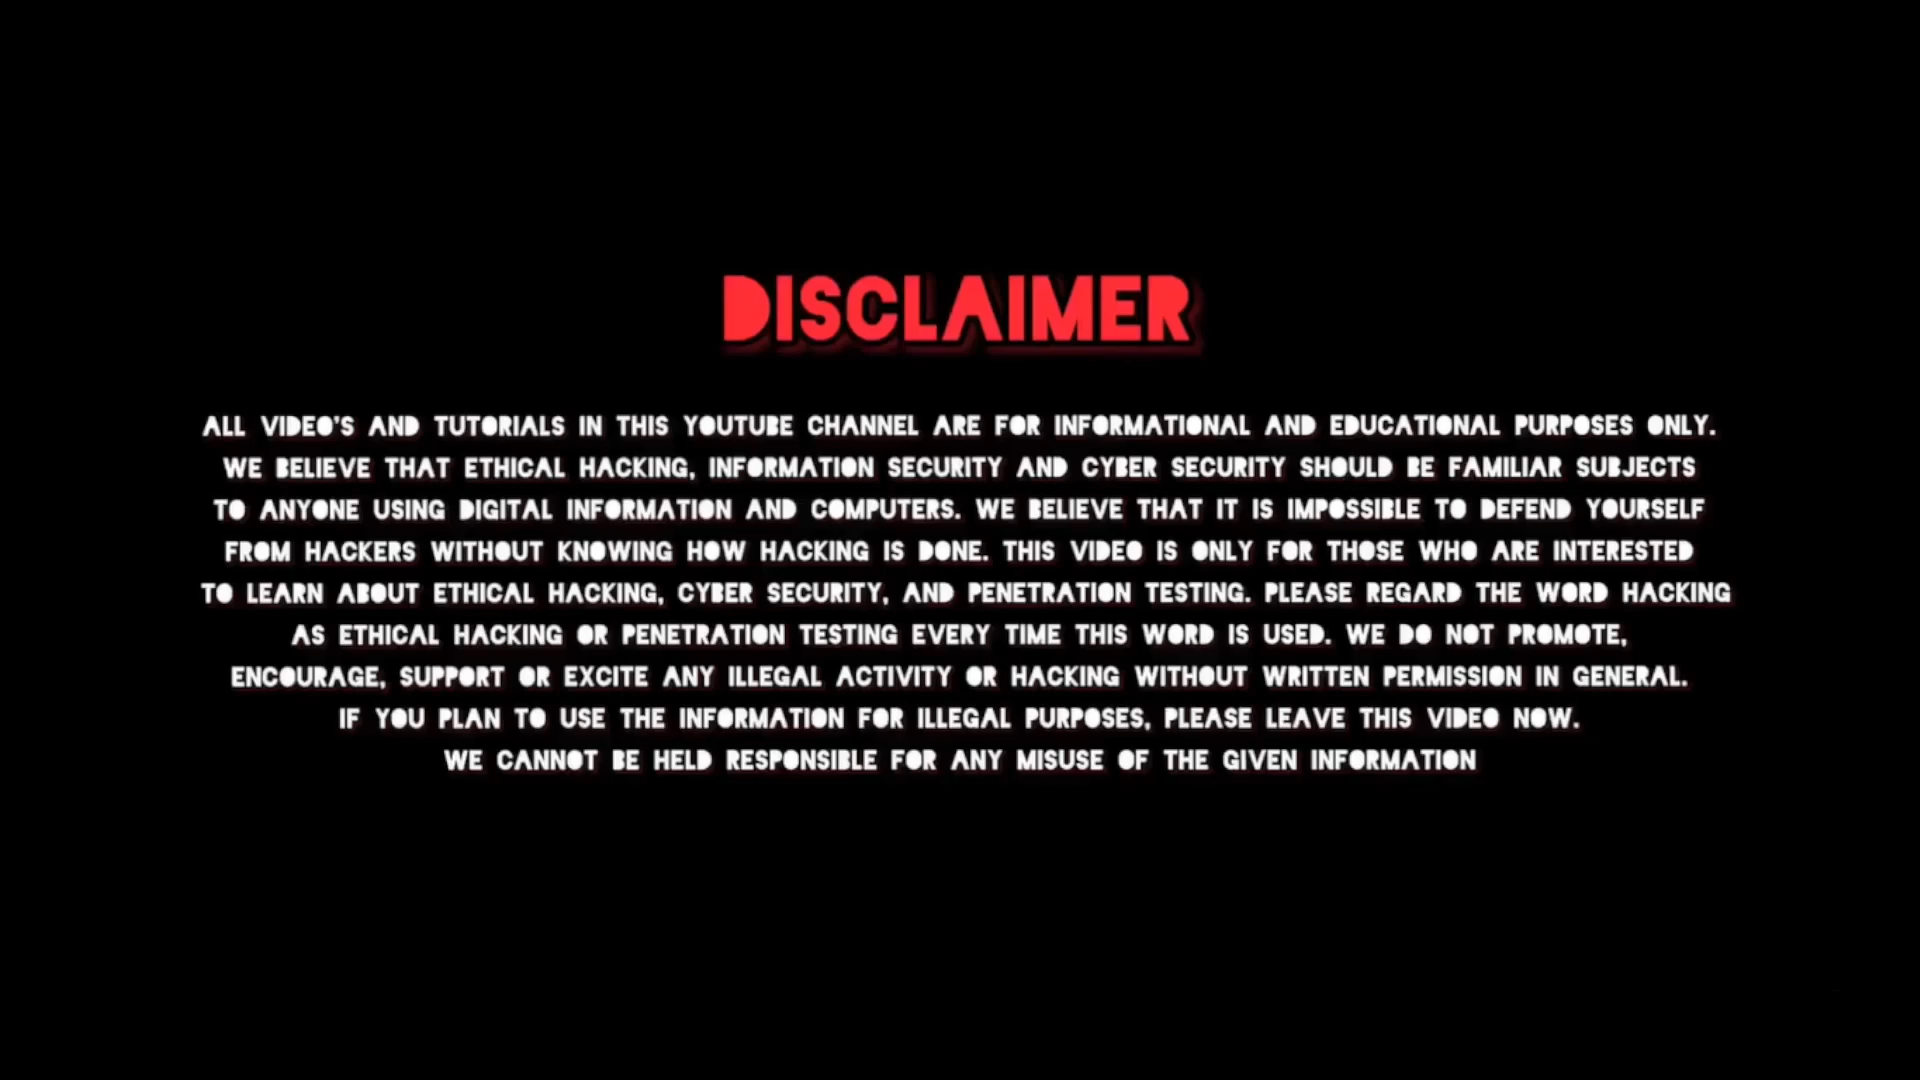 DISCLAIMER
ALL VIDEO'S AND TUTORIALS IN THIS YOUTUBE CHANNEL ARE FOR INFORMATIONAL AND EDUCATIONAL PURPOSES ONLY.
WE BELIEVE THAT ETHICAL HACKING, INFORMATION SECURITY AND CYBER SECURITY SHOULD BE FAMILIAR SUBJECTS
TO ANYONE USING DIGITAL INFORMATION AND COMPUTERS. WE BELIEVE THAT IT IS IMPOSSIBLE TO DEFEND YOURSELF
FROM HACKERS WITHOUT KNOWING HOW HACKING IS DONE. THIS VIDEO IS ONLY FOR THOSE WHO ARE INTERESTED
TO LEARN ABOUT ETHICAL HACKING, CYBER SECURITY, AND PENETRATION TESTING. PLEASE REGARD THE WORD HACKING
AS ETHICAL HACKING OR PENETRATION TESTING EVERY TIME THIS WORD IS USED. WE DO NOT PROMOTE,
ENCOURAGE, SUPPORT OR EXCITE ANY ILLEGAL ACTIVITY OR HACKING WITHOUT WRITTEN PERMISSION IN GENERAL.
IF YOU PLAN TO USE THE INFORMATION FOR ILLEGAL PURPOSES, PLEASE LEAVE THIS VIDEO NOW.
WE CANNOT BE HELD RESPONSIBLE FOR ANY MISUSE OF THE GIVEN INFORMATION